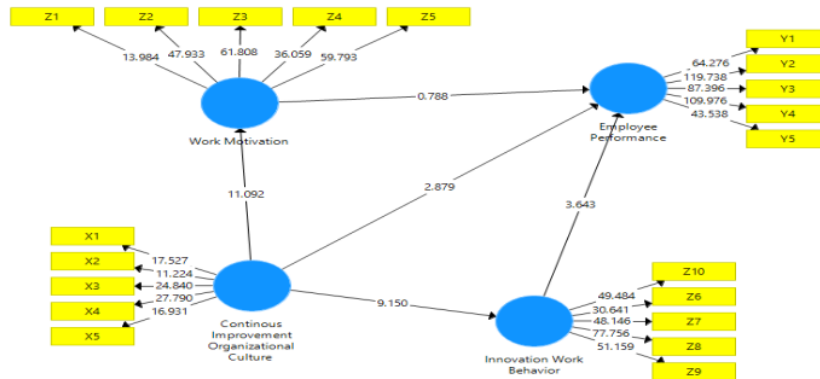 Z1 Z2 Z3 Z4 Z5
13.984 47.933 61.808 36.059 59.793
Work Motivation
0.788
Y1
Y2
Y3
Y4
Y5
64.276
119.738
87.396
109.976
43.538
Employee
Performance
11.092
2.879
3.643
X1
X2
X3
X4
X5
17.527
11.224
24.840
27.790
16.931
Continous
Improvement
Organizational
Culture
9.150
Z10
Z6
Z7
Z8
Z9
49.484
30.641
48.146
77.756
51.159
Innovation Work
Behavior